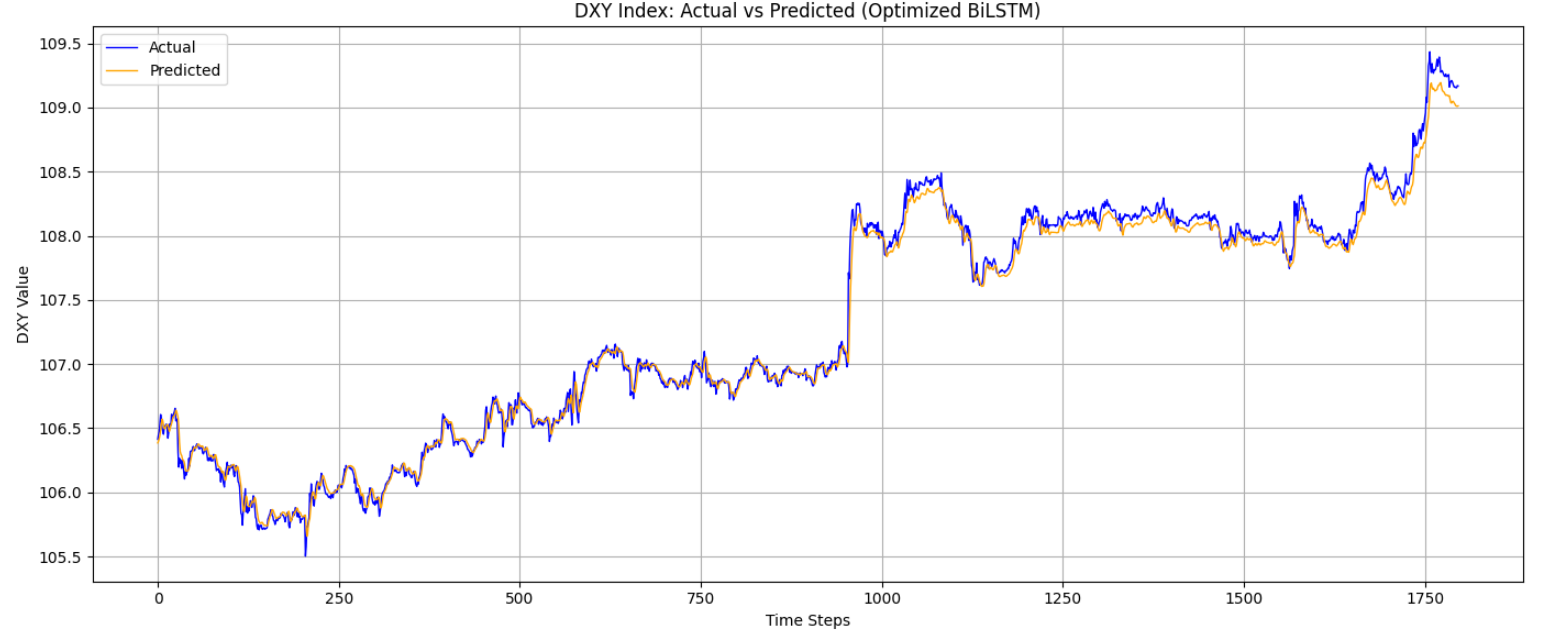 DXY Index: Actual vs Predicted (Optimized BiLSTM)
Actual
Predicted
109.5
109.0
108.5
108.0
107.5
107.0
106.5
106.0
105.5
DXY Value
0 250 500 750 1000 1250 1500 1750
Time Steps